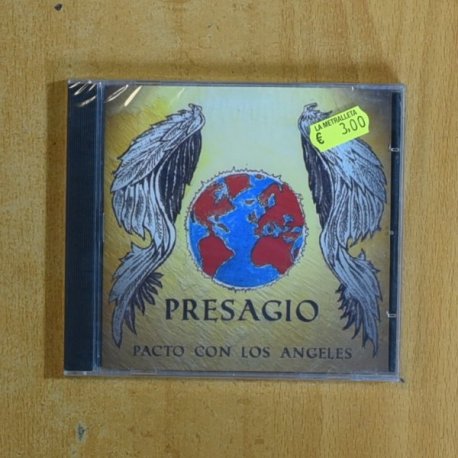 LA METRALLETA
€ 3,00
PRESAGIO
PACTO CON LOS ANGELES